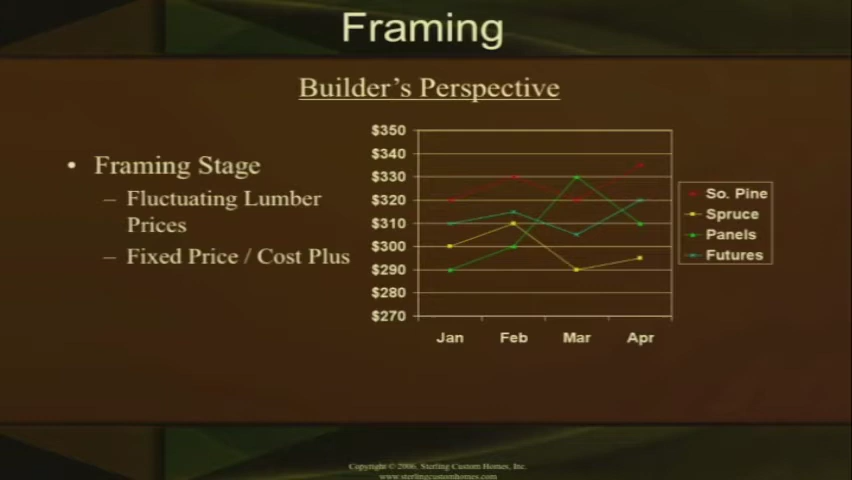 Framing
Builder's Perspective
• Framing Stage
– Fluctuating Lumber
Prices
– Fixed Price / Cost Plus
$350
$340
$330
$320
$310
$300
$290
$280
$270
Jan Feb Mar Apr
So. Pine
Spruce
Panels
Futures
Copyright © 2006, Sterling Custom Homes, Inc.
www.sterlingcustomhomes.com